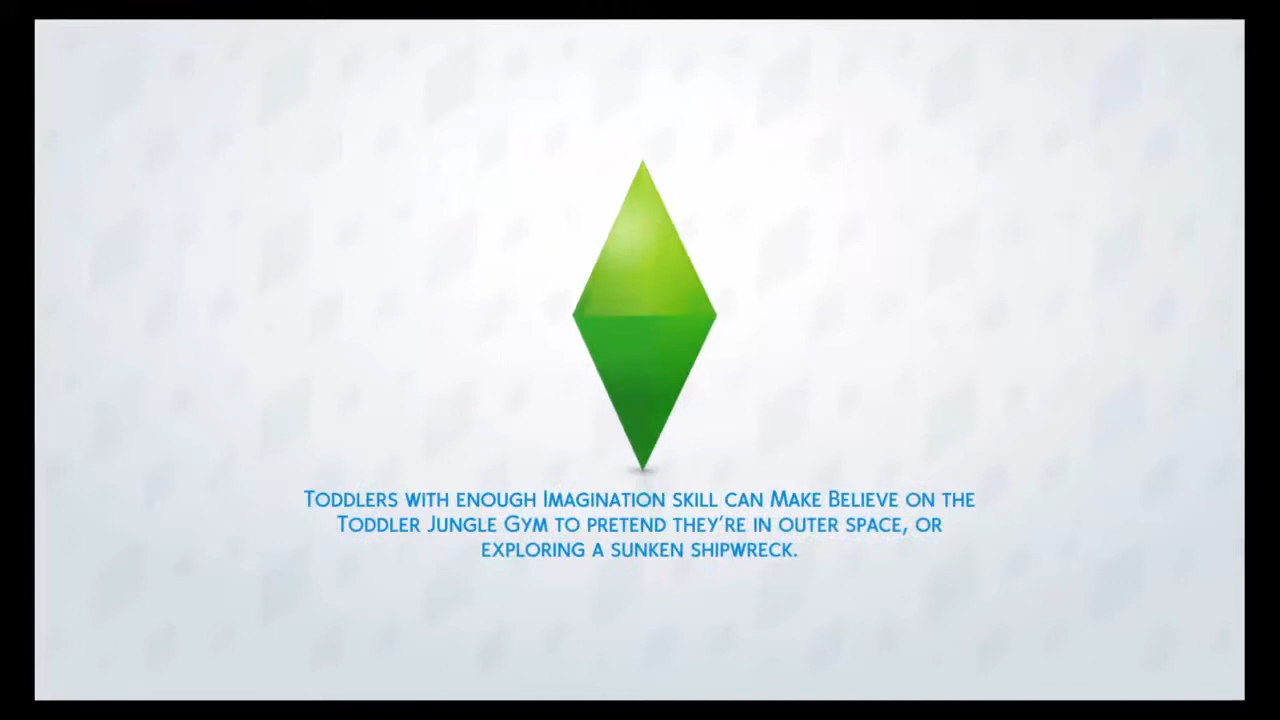 Toddlers with enough Imagination skill can Make Believe on the
Toddler Jungle Gym to pretend they're in outer space, or
exploring a sunken shipwreck.